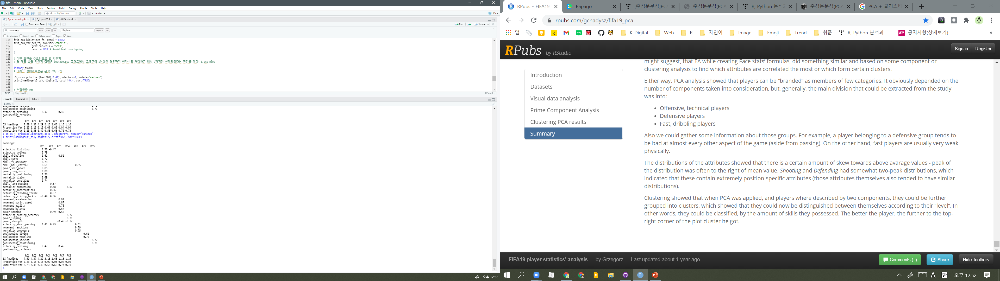 fifa - main - RStudio
File Edit Code View Plots Session Build Debug Profile Tools Help
Go to file/function Addins fifa
6.pca clustering.R* 6_1 pca100.R 0.EDA data.R
Source on Save Run Source
summary Next Prev All Replace Replace All
In selection Match case Whole word Regex Wrap
115 fviz_pca_biplot(pca_fs, repel = FALSE)
116 fviz_pca_var(pca_fs, col.var="contrib",
117 gradient.cols = "Set1",
118 repel = TRUE # Avoid text overlapping
119 )
120
121 # 어떤 요인을 주요인으로 할 것인지
122 # 몇 개를 뽑을 것인지 결정은 best500.pca 그래프에서 고유근이 1이상인 경우까지 인자수를 채택하곤 해서 7까지만 선택하겠다는 판단을 했다. & pca plot
123
124 library(psych)
125 # 그래프 상에서주성분 분석 70%, 7개.
126
127 p5_os <- principal(best500[,8:40], nfactors=7, rotate="varimax")
128 print(loadings(p5_os), digits=2, cutoff=0.4, sort=TRUE)
129
130
131 # 누적확률 90%
129:1 (Top Level) R Script
Console Terminal Jobs
C:/fifa/
goalkeeping_positioning 0.71
attacking_crossing 0.47 0.46
goalkeeping_reflexes
RC1 RC2 RC3 RC4 RC6 RC7 RC5
SS loadings 7.50 4.37 4.29 3.13 2.63 1.16 1.16
Proportion Var 0.23 0.13 0.13 0.09 0.08 0.04 0.04
Cumulative Var 0.23 0.36 0.49 0.58 0.66 0.70 0.73
> p5_os <- principal(best500[,8:40], nfactors=7, rotate="varimax")
> print(loadings(p5_os), digits=2, cutoff=0.4, sort=TRUE)
Loadings:
RC1 RC2 RC3 RC4 RC6 RC7 RC5
attacking_finishing 0.78 -0.47
attacking_volleys 0.79
skill_dribbling 0.61 0.51
skill_curve 0.72
skill_fk_accuracy 0.73
skill_ball_control 0.61 0.55
power_shot_power 0.85
power_long_shots 0.88
mentality_positioning 0.76
mentality_vision 0.69
mentality_penalties 0.74
skill_long_passing 0.67
mentality_aggression 0.58 -0.52
mentality_interceptions 0.86
defending_standing_tackle 0.87
defending_sliding_tackle -0.40 0.86
movement_acceleration 0.91
movement_sprint_speed 0.87
movement_agility 0.78
movement_balance 0.67
power_stamina 0.49 0.52
attacking_heading_accuracy -0.77
power_jumping -0.71
power_strength -0.46 -0.72
attacking_short_passing 0.41 0.45 0.61
movement_reactions 0.79
mentality_composure 0.75
goalkeeping_diving 0.61
goalkeeping_handling 0.79
goalkeeping_kicking 0.72
goalkeeping_positioning 0.71
attacking_crossing 0.47 0.46
goalkeeping_reflexes
RC1 RC2 RC3 RC4 RC6 RC7 RC5
SS loadings 7.50 4.37 4.29 3.13 2.63 1.16 1.16
Proportion Var 0.23 0.13 0.13 0.09 0.08 0.04 0.04
Cumulative Var 0.23 0.36 0.49 0.58 0.66 0.70 0.73
>
오후 12:52
RPubs - FIFA19 Papago [주성분분석]PCA 주성분분석(PCA R, Python 분석 주성분분석(PCA PCA + 클러스터
rpubs.com/gchadysz/fifa19_pca
앱 K-Digital Web R 자연어 Image Emoji Trend 취준 R, Python 분석과... 공지사항(상세보기)... »
RPubs by RStudio Sign in Register
Introduction
Datasets
Visual data analysis
Prime Component Analysis
Clustering PCA results
Summary
might suggest, that EA while creating Face stats' formulas, did something similar and based on some component or
clustering analysis to find which attributes are correlated the most or which form certain clusters.
Either way, PCA analysis showed that players can be “branded” as members of few categories. It obviously depended on the
number of components taken into consideration, but, generally, the main division that could be extracted from the study
was into:
• Offensive, technical players
• Defensive players
• Fast, dribbling players
Also we could gather some information about those groups. For example, a player belonging to a defensive group tends to
be bad at almost every other aspect of the game (aside from passing). On the other hand, fast players are usually very weak
physically.
The distributions of the attributes showed that there is a certain amount of skew towards above avarage values - peak of
the distribution was often to the right of mean value. Shooting and Defending had somewhat two-peak distributions, which
indicated that these contain extremely position-specific attributes (those attributes themselves also tended to have similar
distributions).
Clustering showed that when PCA was applied, and players where described by two components, they could be further
grouped into clusters, which showed that they could now be distinguished between themselves according to their “level”. In
other words, they could be classified, by the amount of skills they possessed. The better the player, the further to the top-
right corner of the plot cluster he got.
FIFA19 player statistics' analysis by Grzegorz Last updated about 1 year ago Comments (–) Share Hide Toolbars
A 한 오후 12:52